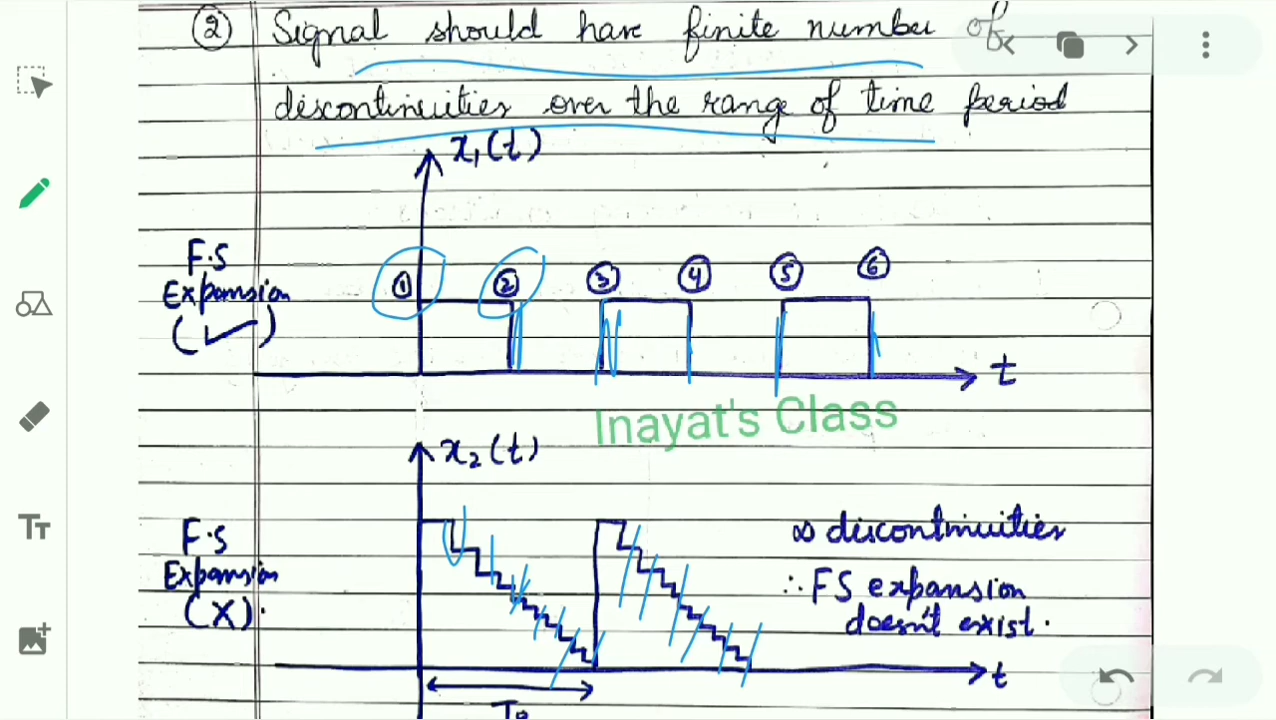 ② Signal should have finite number of
discontinuities over the range of time period
x₁(t)
F.S
Expansion
(✓)
① ② ③ ④ ⑤ ⑥
t
Inayat's Class
x₂(t)
F.S
Expansion
(X).
∞ discontinuities
∴ FS expansion
doesn't exist.
t
TT